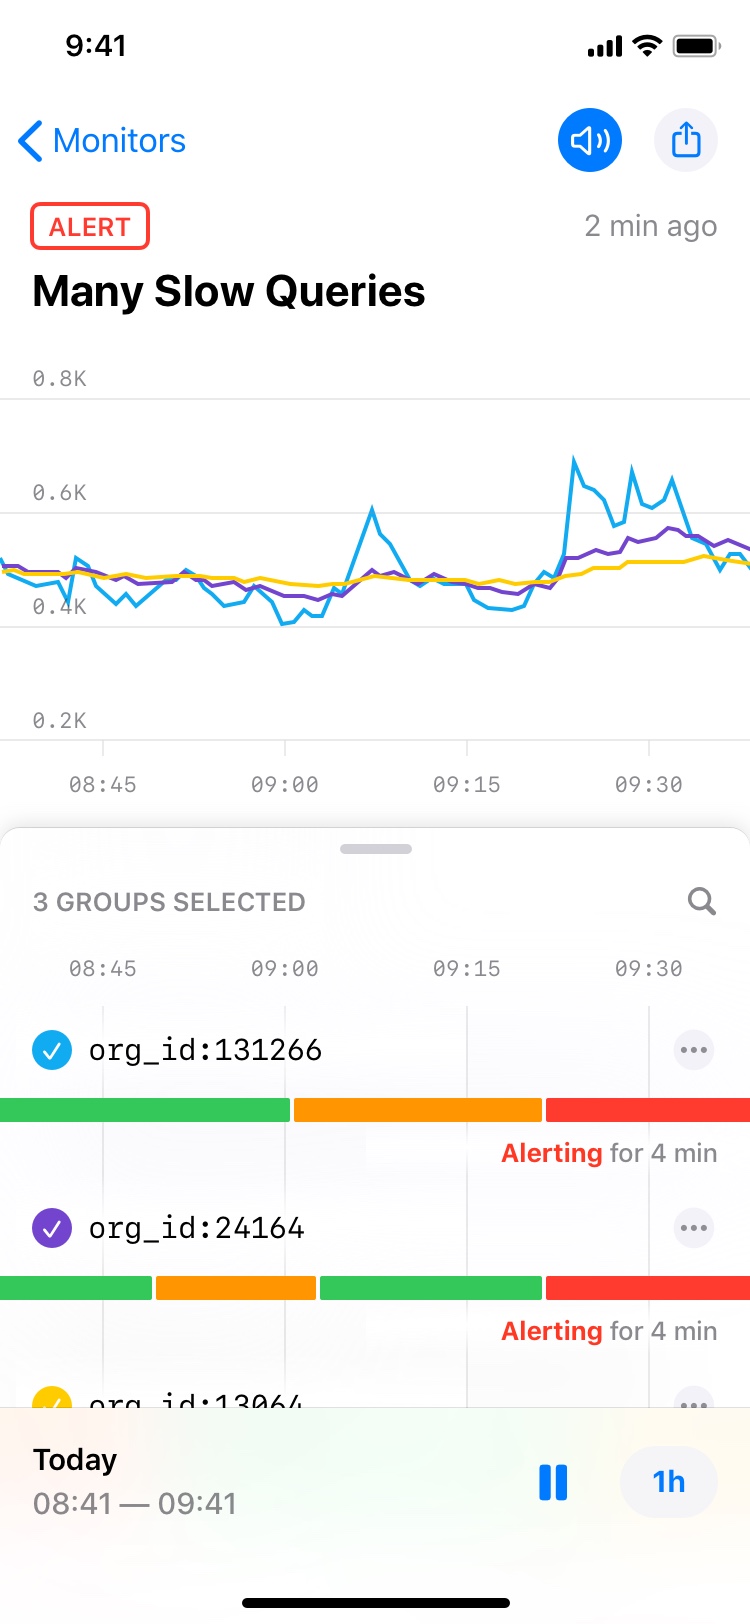 9:41
Monitors
ALERT
2 min ago
Many Slow Queries
0.8K
0.6K
0.4K
0.2K
08:45 09:00 09:15 09:30
3 GROUPS SELECTED
08:45 09:00 09:15 09:30
org_id:131266
Alerting for 4 min
org_id:24164
Alerting for 4 min
org_id:13064
Today
08:41 — 09:41
1h